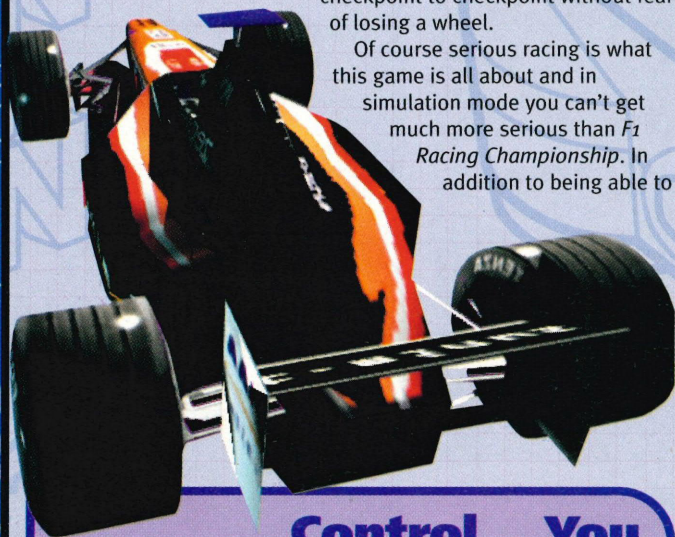 checkpoint to checkpoint without fear
of losing a wheel.
Of course serious racing is what
this game is all about and in
simulation mode you can't get
much more serious than F1
Racing Championship. In
addition to being able to
YENZA
Control You